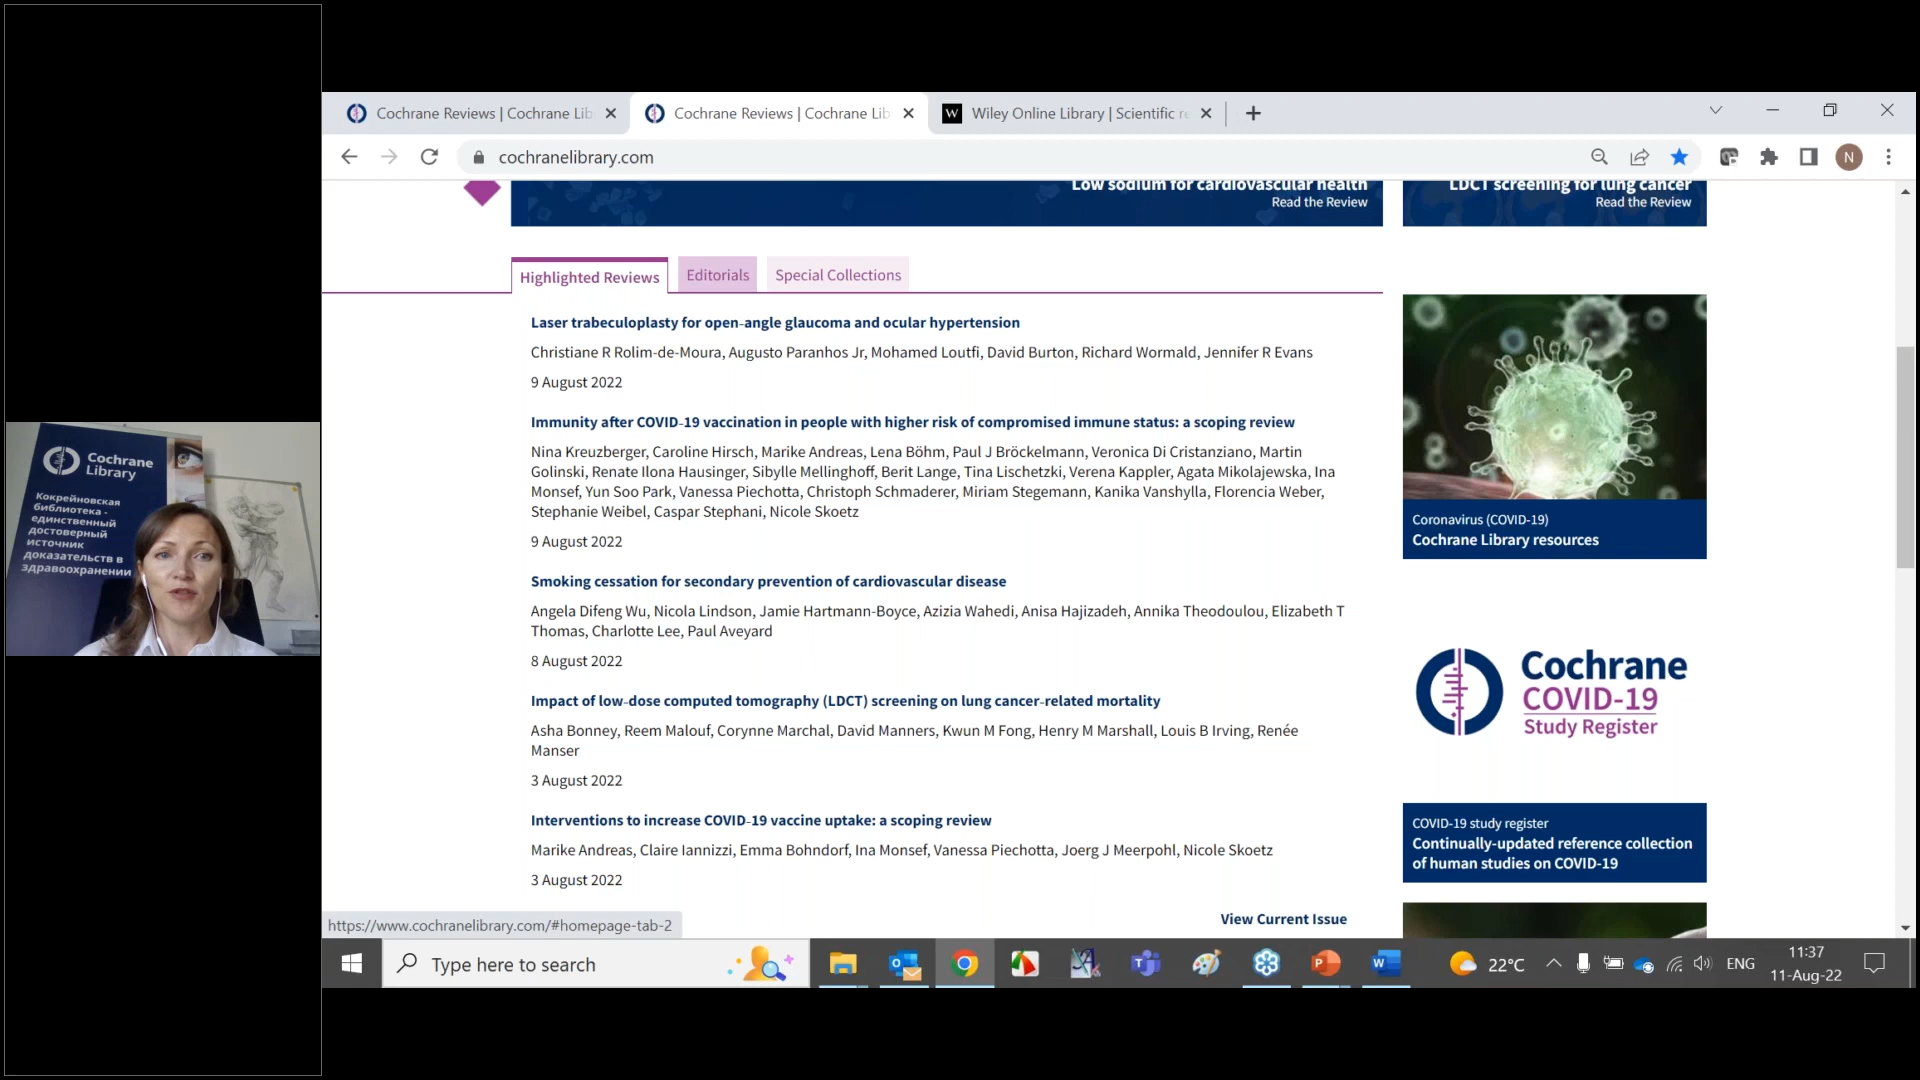 Cochrane Reviews | Cochrane Lib
Cochrane Reviews | Cochrane Lib
W
Wiley Online Library | Scientific re
cochranelibrary.com
N
Low sodium for cardiovascular health
Read the Review
LDCT screening for lung cancer
Read the Review
Highlighted Reviews
Editorials
Special Collections
Laser trabeculoplasty for open-angle glaucoma and ocular hypertension
Christiane R Rolim-de-Moura, Augusto Paranhos Jr, Mohamed Loutfi, David Burton, Richard Wormald, Jennifer R Evans
9 August 2022
Immunity after COVID-19 vaccination in people with higher risk of compromised immune status: a scoping review
Nina Kreuzberger, Caroline Hirsch, Marike Andreas, Lena Böhm, Paul J Bröckelmann, Veronica Di Cristanziano, Martin
Golinski, Renate Ilona Hausinger, Sibylle Mellinghoff, Berit Lange, Tina Lischetzki, Verena Kappler, Agata Mikolajewska, Ina
Monsef, Yun Soo Park, Vanessa Piechotta, Christoph Schmaderer, Miriam Stegemann, Kanika Vanshylla, Florencia Weber,
Stephanie Weibel, Caspar Stephani, Nicole Skoetz
9 August 2022
Smoking cessation for secondary prevention of cardiovascular disease
Angela Difeng Wu, Nicola Lindson, Jamie Hartmann-Boyce, Azizia Wahedi, Anisa Hajizadeh, Annika Theodoulou, Elizabeth T
Thomas, Charlotte Lee, Paul Aveyard
8 August 2022
Impact of low-dose computed tomography (LDCT) screening on lung cancer-related mortality
Asha Bonney, Reem Malouf, Corynne Marchal, David Manners, Kwun M Fong, Henry M Marshall, Louis B Irving, Renée
Manser
3 August 2022
Interventions to increase COVID-19 vaccine uptake: a scoping review
Marike Andreas, Claire Iannizzi, Emma Bohndorf, Ina Monsef, Vanessa Piechotta, Joerg J Meerpohl, Nicole Skoetz
3 August 2022
View Current Issue
Coronavirus (COVID-19)
Cochrane Library resources
Cochrane
COVID-19
Study Register
COVID-19 study register
Continually-updated reference collection
of human studies on COVID-19
https://www.cochranelibrary.com/#homepage-tab-2
Type here to search
22°C
ENG
11:37
11-Aug-22
Cochrane
Library
Кокрейновская
библиотека -
единственный
достоверный
источник
доказательств в
здравоохранении